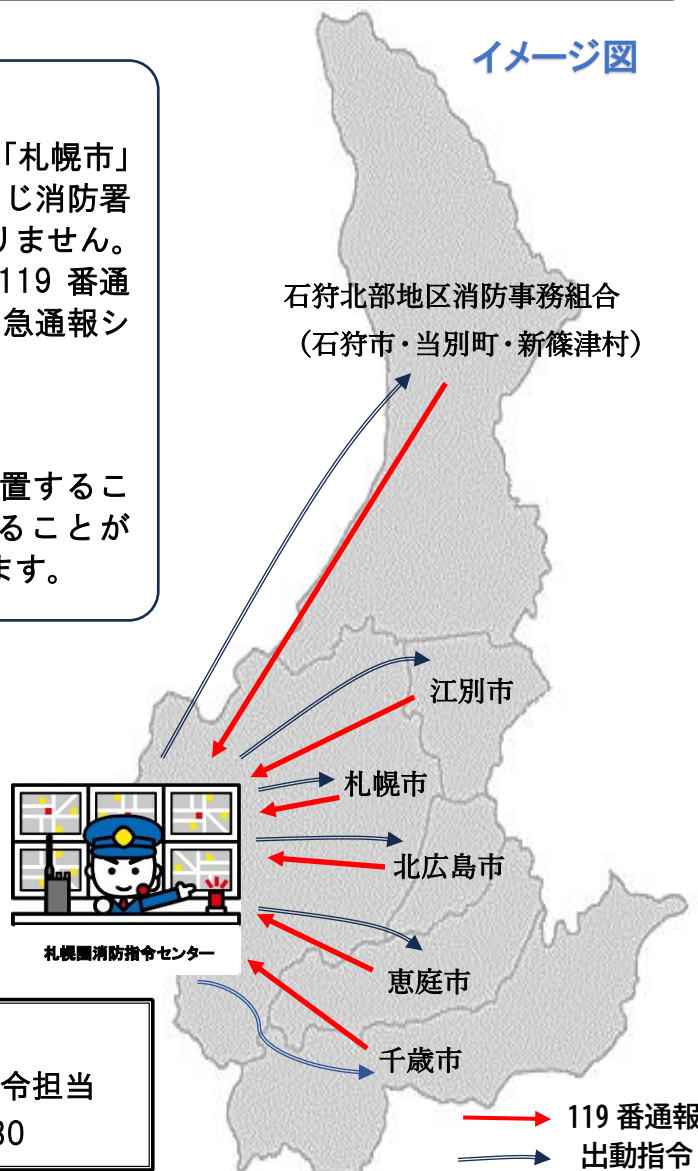 イメージ図
「札幌市」
じ消防署
りません。
119 番通
急通報シ
置するこ
ることが
ます。
石狩北部地区消防事務組合
（石狩市・当別町・新篠津村）
江別市
札幌市
北広島市
恵庭市
千歳市
札幌圏消防指令センター
令担当
30
119 番通報
出動指令